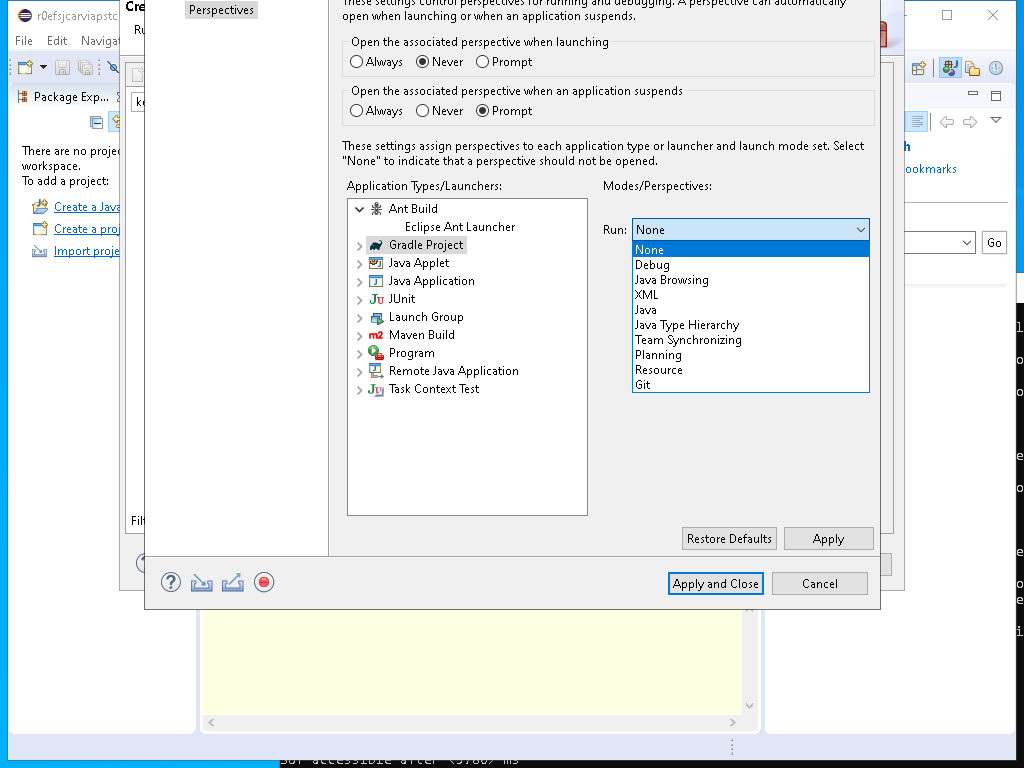 r0efsjcarviapstc
Cre
Perspectives
These settings control perspectives for running and debugging. A perspective can automatically
open when launching or when an application suspends.
File Edit Navigat
Ru
Open the associated perspective when launching
Always Never Prompt
Package Exp...
Open the associated perspective when an application suspends
Always Never Prompt
There are no proje
workspace.
To add a project:
Create a Java
Create a proj
Import proje
These settings assign perspectives to each application type or launcher and launch mode set. Select
"None" to indicate that a perspective should not be opened.
Application Types/Launchers:
Modes/Perspectives:
Ant Build
Eclipse Ant Launcher
Gradle Project
Java Applet
Java Application
JUnit
Launch Group
Maven Build
Program
Remote Java Application
Task Context Test
Run: None
None
Debug
Java Browsing
XML
Java
Java Type Hierarchy
Team Synchronizing
Planning
Resource
Git
h
ookmarks
Go
Filt
Restore Defaults Apply
Apply and Close Cancel